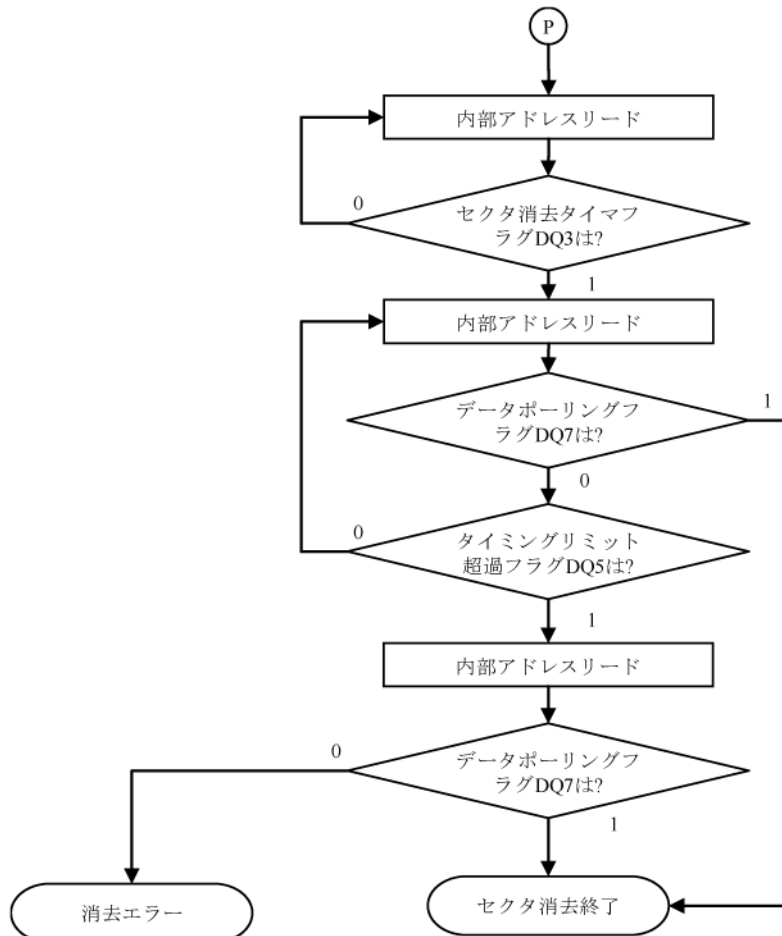 P
内部アドレスリード
0
セクタ消去タイマフ
ラグDQ3は?
1
内部アドレスリード
データポーリングフ
ラグDQ7は?
1
0
0
タイミングリミット
超過フラグDQ5は?
1
内部アドレスリード
0
データポーリングフ
ラグDQ7は?
1
消去エラー
セクタ消去終了